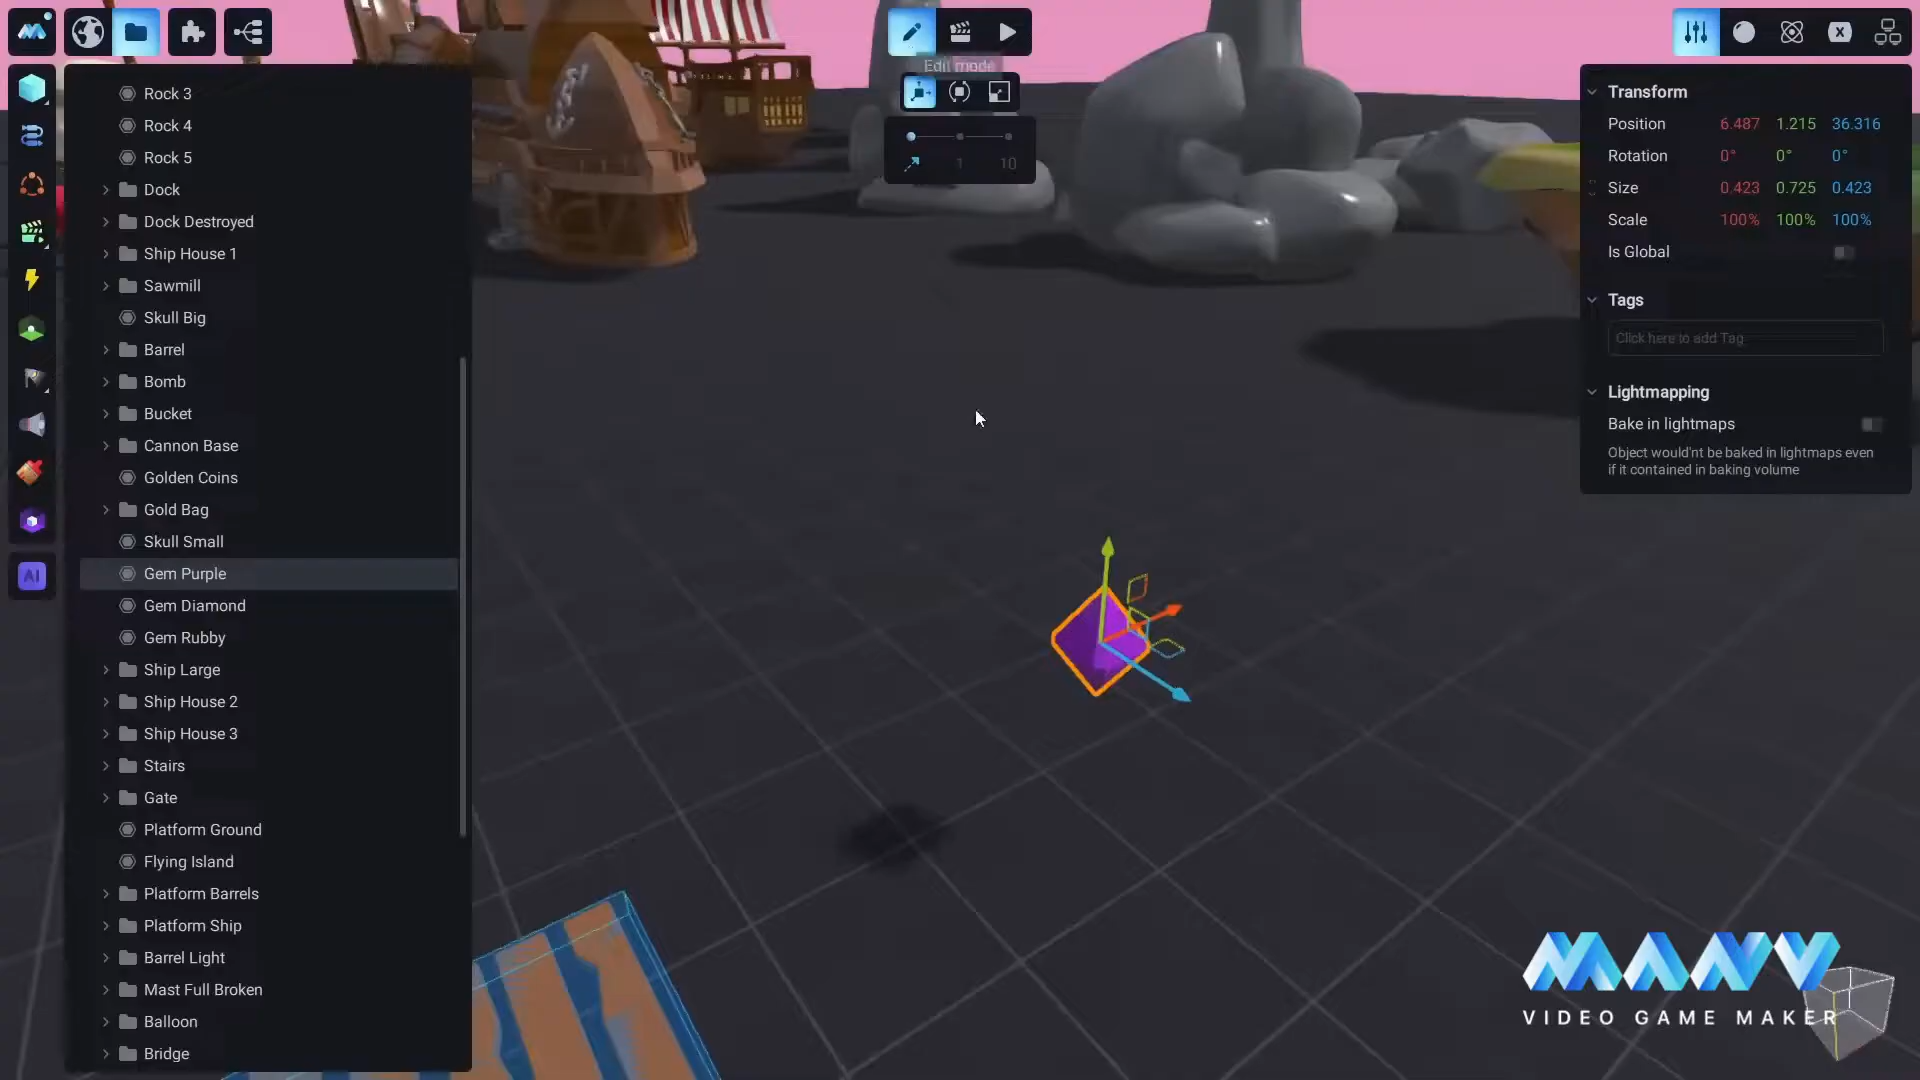 Edit mode
1
10
Rock 3
Rock 4
Rock 5
Dock
Dock Destroyed
Ship House 1
Sawmill
Skull Big
Barrel
Bomb
Bucket
Cannon Base
Golden Coins
Gold Bag
Skull Small
Gem Purple
Gem Diamond
Gem Rubby
Ship Large
Ship House 2
Ship House 3
Stairs
Gate
Platform Ground
Flying Island
Platform Barrels
Platform Ship
Barrel Light
Mast Full Broken
Balloon
Bridge
AI
Transform
Position 6.487 1.215 36.316
Rotation 0° 0° 0°
Size 0.423 0.725 0.423
Scale 100% 100% 100%
Is Global
Tags
Click here to add Tag
Lightmapping
Bake in lightmaps
Object would'nt be baked in lightmaps even
if it contained in baking volume
VIDEO GAME MAKER